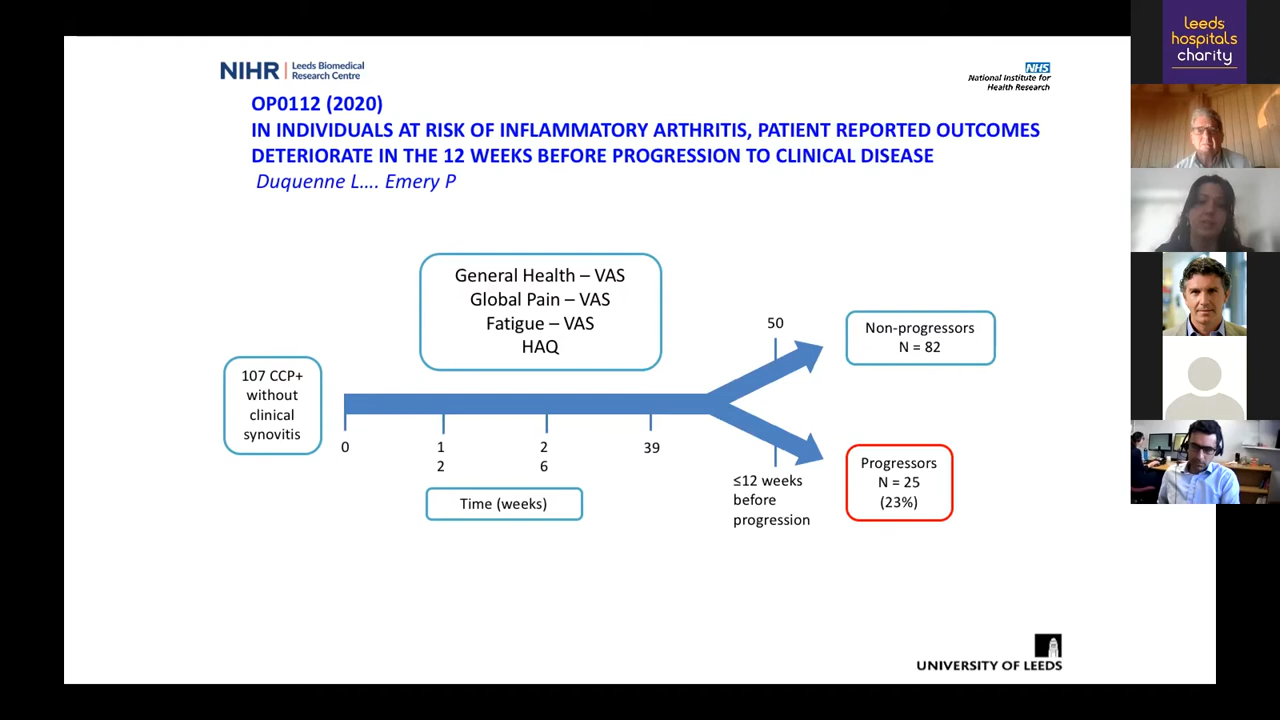 leeds
hospitals
charity
NIHR | Leeds Biomedical
Research Centre
NHS
National Institute for
Health Research
OP0112 (2020)
IN INDIVIDUALS AT RISK OF INFLAMMATORY ARTHRITIS, PATIENT REPORTED OUTCOMES
DETERIORATE IN THE 12 WEEKS BEFORE PROGRESSION TO CLINICAL DISEASE
Duquenne L…. Emery P
General Health – VAS
Global Pain – VAS
Fatigue – VAS
HAQ
107 CCP+
without
clinical
synovitis
0
1
2
2
6
39
Time (weeks)
50
Non-progressors
N = 82
≤12 weeks
before
progression
Progressors
N = 25
(23%)
UNIVERSITY OF LEEDS